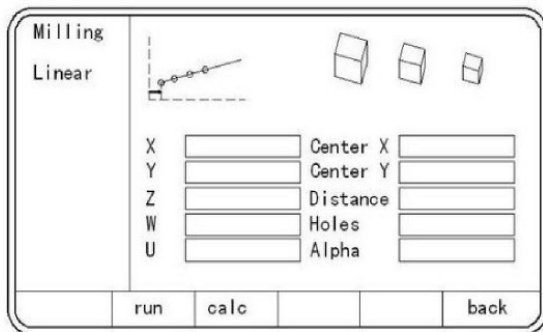 Milling
Linear
X Center X
Y Center Y
Z Distance
W Holes
U Alpha
run calc back